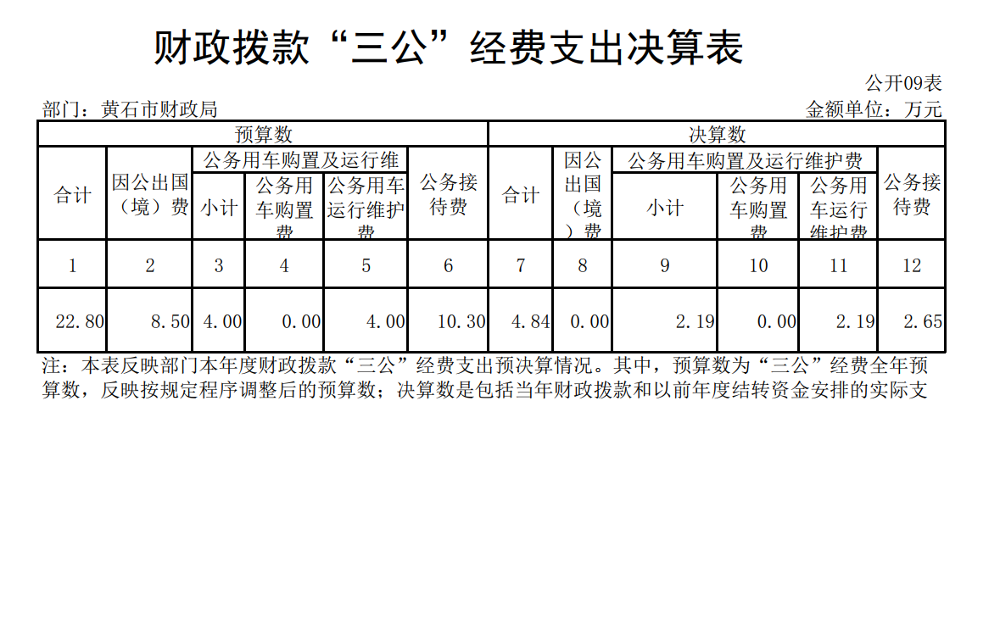 财政拨款“三公”经费支出决算表
公开09表
部门：黄石市财政局 金额单位：万元
预算数 决算数
合计 因公出国（境）费 公务用车购置及运行维 公务接待费 合计 因公出国（境）费 公务用车购置及运行维护费 公务接待费
小计 公务用车购置费 公务用车运行维护费 小计 公务用车购置费 公务用车运行维护费
1 2 3 4 5 6 7 8 9 10 11 12
22.80 8.50 4.00 0.00 4.00 10.30 4.84 0.00 2.19 0.00 2.19 2.65
注：本表反映部门本年度财政拨款“三公”经费支出预决算情况。其中，预算数为“三公”经费全年预
算数，反映按规定程序调整后的预算数；决算数是包括当年财政拨款和以前年度结转资金安排的实际支